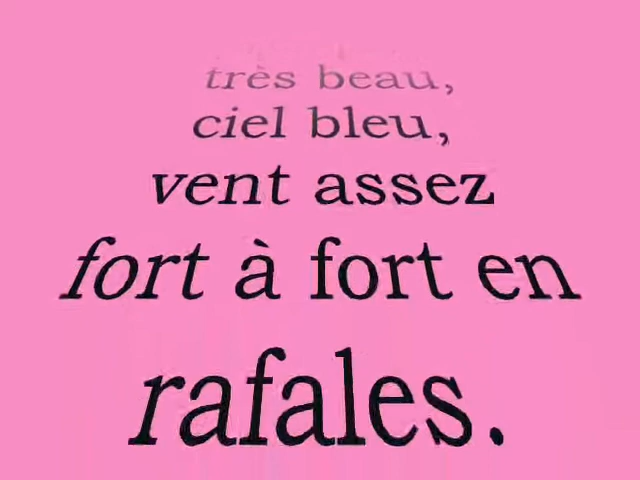 très beau,
ciel bleu,
vent assez
fort à fort en
rafales.